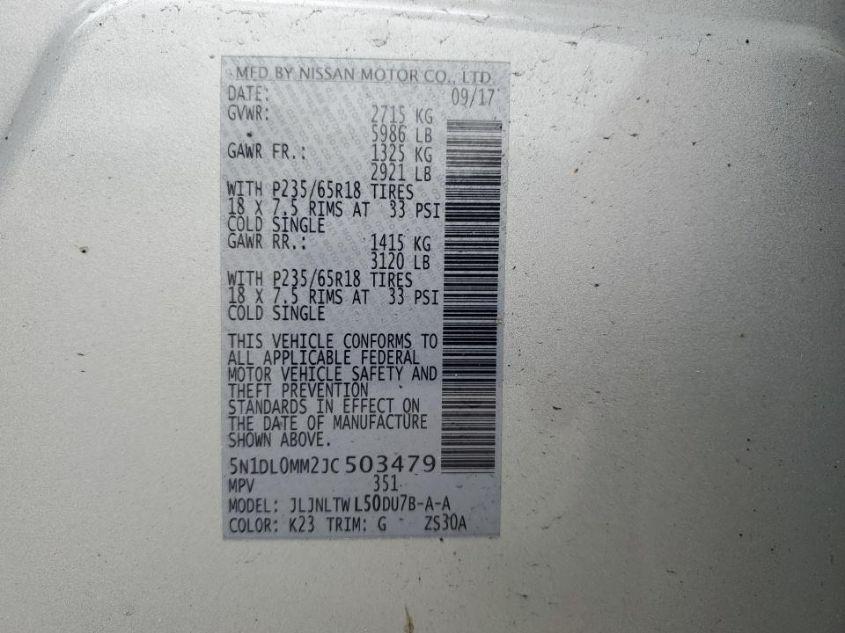 MFD BY NISSAN MOTOR CO., LTD.
DATE: 09/17
GVWR: 2715 KG
5986 LB
GAWR FR.: 1325 KG
2921 LB
WITH P235/65R18 TIRES
18 X 7.5 RIMS AT 33 PSI
COLD SINGLE
GAWR RR.: 1415 KG
3120 LB
WITH P235/65R18 TIRES
18 X 7.5 RIMS AT 33 PSI
COLD SINGLE
THIS VEHICLE CONFORMS TO
ALL APPLICABLE FEDERAL
MOTOR VEHICLE SAFETY AND
THEFT PREVENTION
STANDARDS IN EFFECT ON
THE DATE OF MANUFACTURE
SHOWN ABOVE.
5N1DL0MM2JC503479
MPV 351
MODEL: JLJNLTWL50DU7B-A-A
COLOR: K23 TRIM: G ZS30A